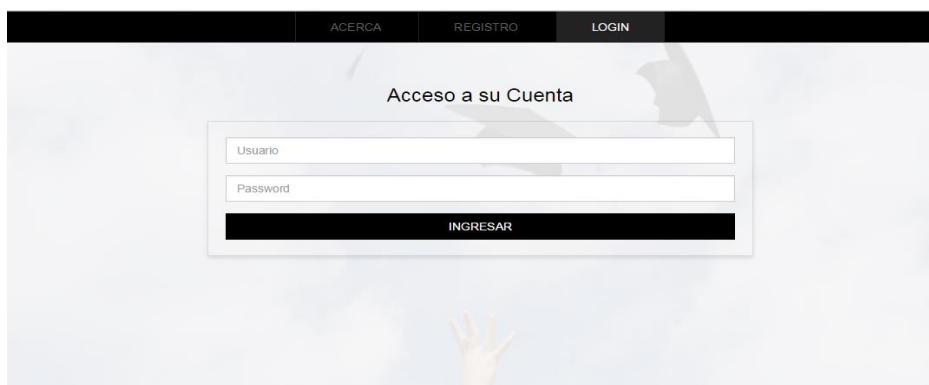 ACERCA REGISTRO LOGIN
Acceso a su Cuenta
Usuario
Password
INGRESAR